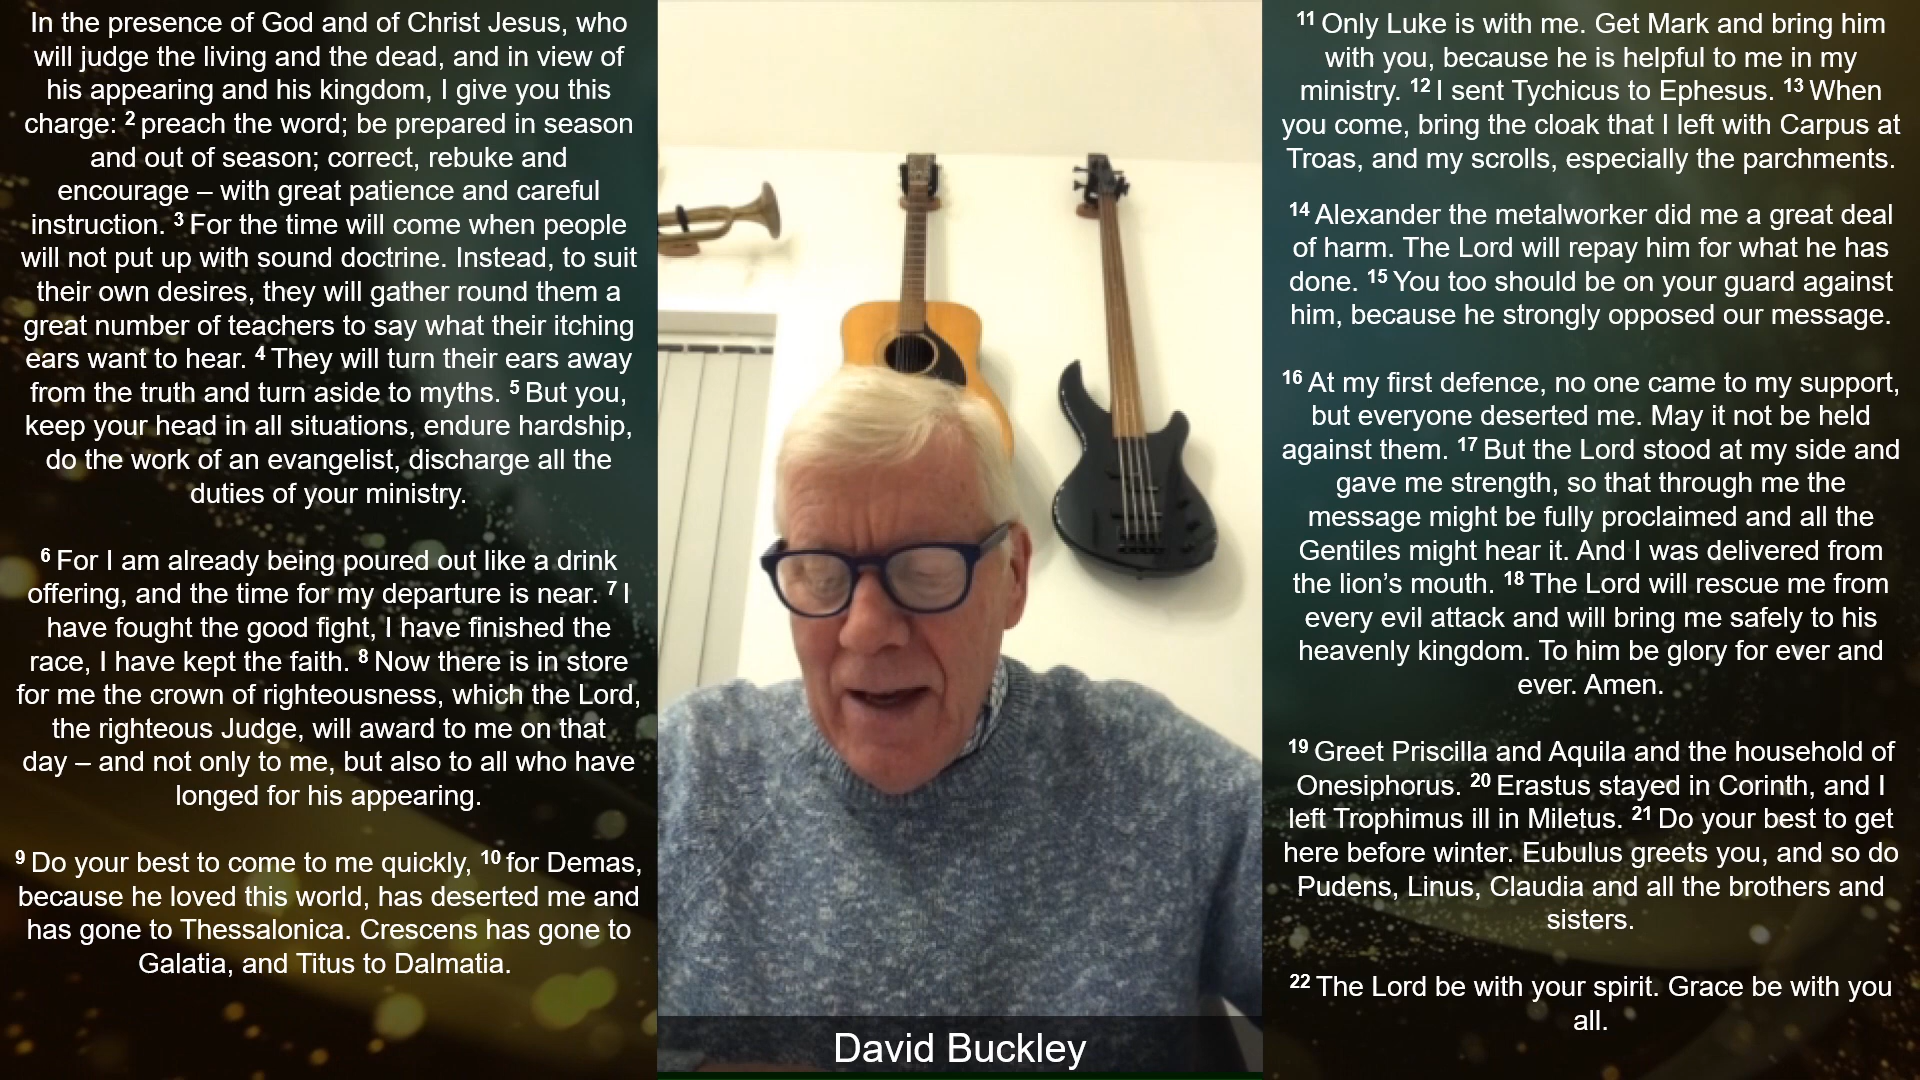 In the presence of God and of Christ Jesus, who
will judge the living and the dead, and in view of
his appearing and his kingdom, I give you this
charge: 2 preach the word; be prepared in season
and out of season; correct, rebuke and
encourage – with great patience and careful
instruction. 3 For the time will come when people
will not put up with sound doctrine. Instead, to suit
their own desires, they will gather round them a
great number of teachers to say what their itching
ears want to hear. 4 They will turn their ears away
from the truth and turn aside to myths. 5 But you,
keep your head in all situations, endure hardship,
do the work of an evangelist, discharge all the
duties of your ministry.
6 For I am already being poured out like a drink
offering, and the time for my departure is near. 7 I
have fought the good fight, I have finished the
race, I have kept the faith. 8 Now there is in store
for me the crown of righteousness, which the Lord,
the righteous Judge, will award to me on that
day – and not only to me, but also to all who have
longed for his appearing.
9 Do your best to come to me quickly, 10 for Demas,
because he loved this world, has deserted me and
has gone to Thessalonica. Crescens has gone to
Galatia, and Titus to Dalmatia.
David Buckley
11 Only Luke is with me. Get Mark and bring him
with you, because he is helpful to me in my
ministry. 12 I sent Tychicus to Ephesus. 13 When
you come, bring the cloak that I left with Carpus at
Troas, and my scrolls, especially the parchments.
14 Alexander the metalworker did me a great deal
of harm. The Lord will repay him for what he has
done. 15 You too should be on your guard against
him, because he strongly opposed our message.
16 At my first defence, no one came to my support,
but everyone deserted me. May it not be held
against them. 17 But the Lord stood at my side and
gave me strength, so that through me the
message might be fully proclaimed and all the
Gentiles might hear it. And I was delivered from
the lion’s mouth. 18 The Lord will rescue me from
every evil attack and will bring me safely to his
heavenly kingdom. To him be glory for ever and
ever. Amen.
19 Greet Priscilla and Aquila and the household of
Onesiphorus. 20 Erastus stayed in Corinth, and I
left Trophimus ill in Miletus. 21 Do your best to get
here before winter. Eubulus greets you, and so do
Pudens, Linus, Claudia and all the brothers and
sisters.
22 The Lord be with your spirit. Grace be with you
all.